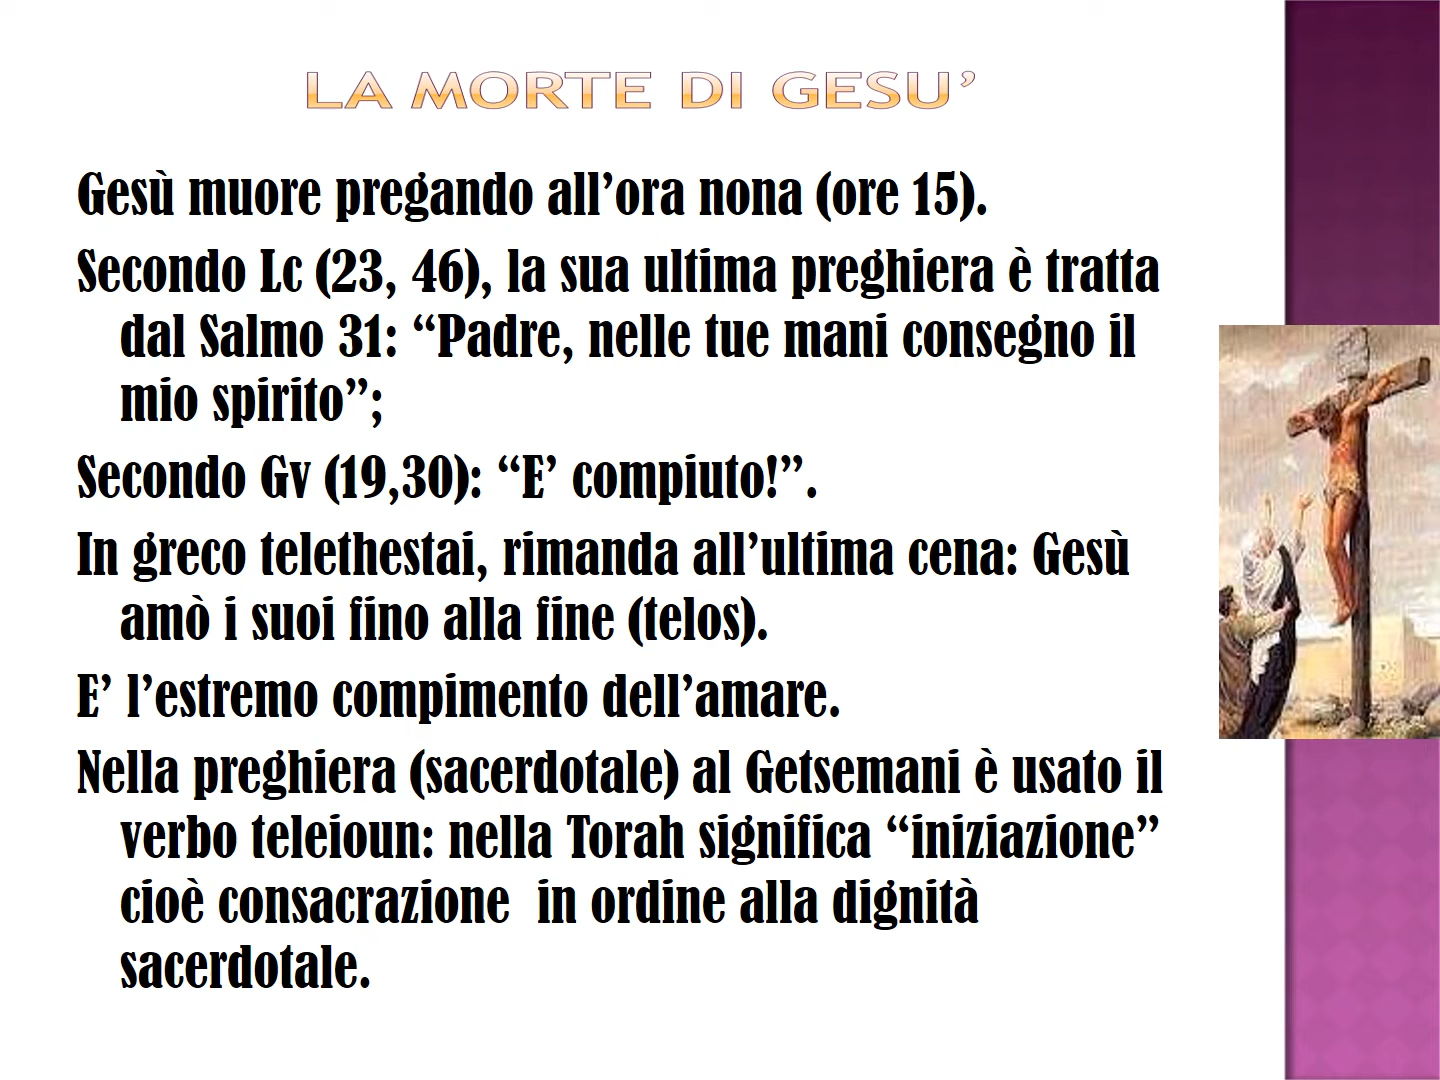 LA MORTE DI GESU’
Gesù muore pregando all’ora nona (ore 15).
Secondo Lc (23, 46), la sua ultima preghiera è tratta
dal Salmo 31: “Padre, nelle tue mani consegno il
mio spirito”;
Secondo Gv (19,30): “E’ compiuto!”.
In greco telethestai, rimanda all’ultima cena: Gesù
amò i suoi fino alla fine (telos).
E’ l’estremo compimento dell’amare.
Nella preghiera (sacerdotale) al Getsemani è usato il
verbo teleioun: nella Torah significa “iniziazione”
cioè consacrazione  in ordine alla dignità
sacerdotale.